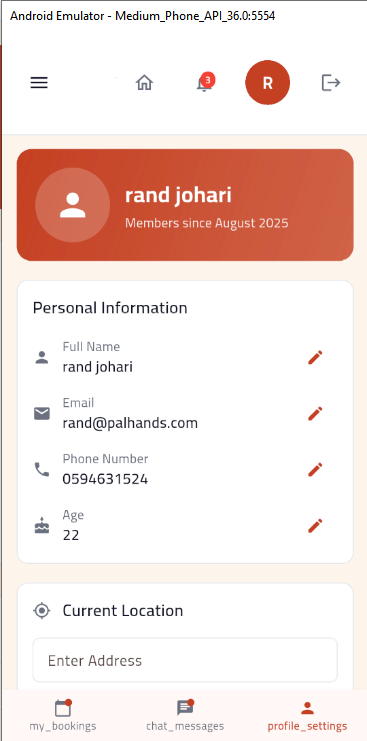 Android Emulator - Medium_Phone_API_36.0:5554
3
R
rand johari
Members since August 2025
Personal Information
Full Name
rand johari
Email
rand@palhands.com
Phone Number
0594631524
Age
22
Current Location
Enter Address
my_bookings
chat_messages
profile_settings